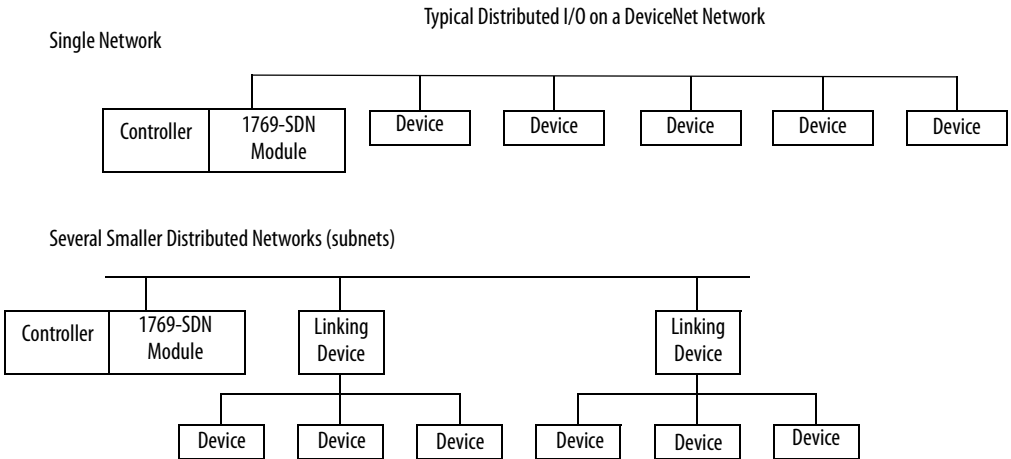 Typical Distributed I/O on a DeviceNet Network
Single Network
Controller
1769-SDN
Module
Device
Device
Device
Device
Device
Several Smaller Distributed Networks (subnets)
Controller
1769-SDN
Module
Linking
Device
Linking
Device
Device
Device
Device
Device
Device
Device